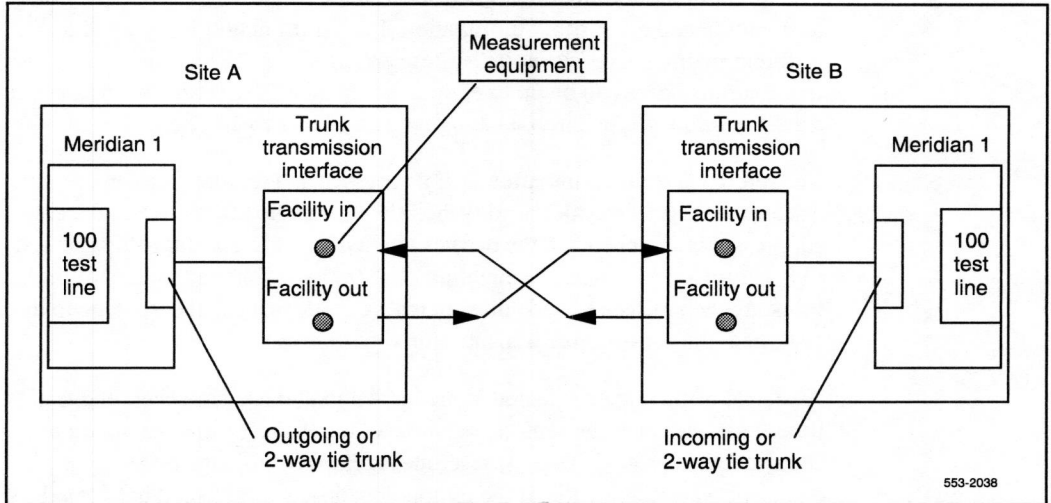 Measurement
equipment
Site A
Site B
Meridian 1
Trunk
transmission
interface
Trunk
transmission
interface
Meridian 1
100
test
line
Facility in
Facility out
Facility in
Facility out
100
test
line
Outgoing or
2-way tie trunk
Incoming or
2-way tie trunk
553-2038